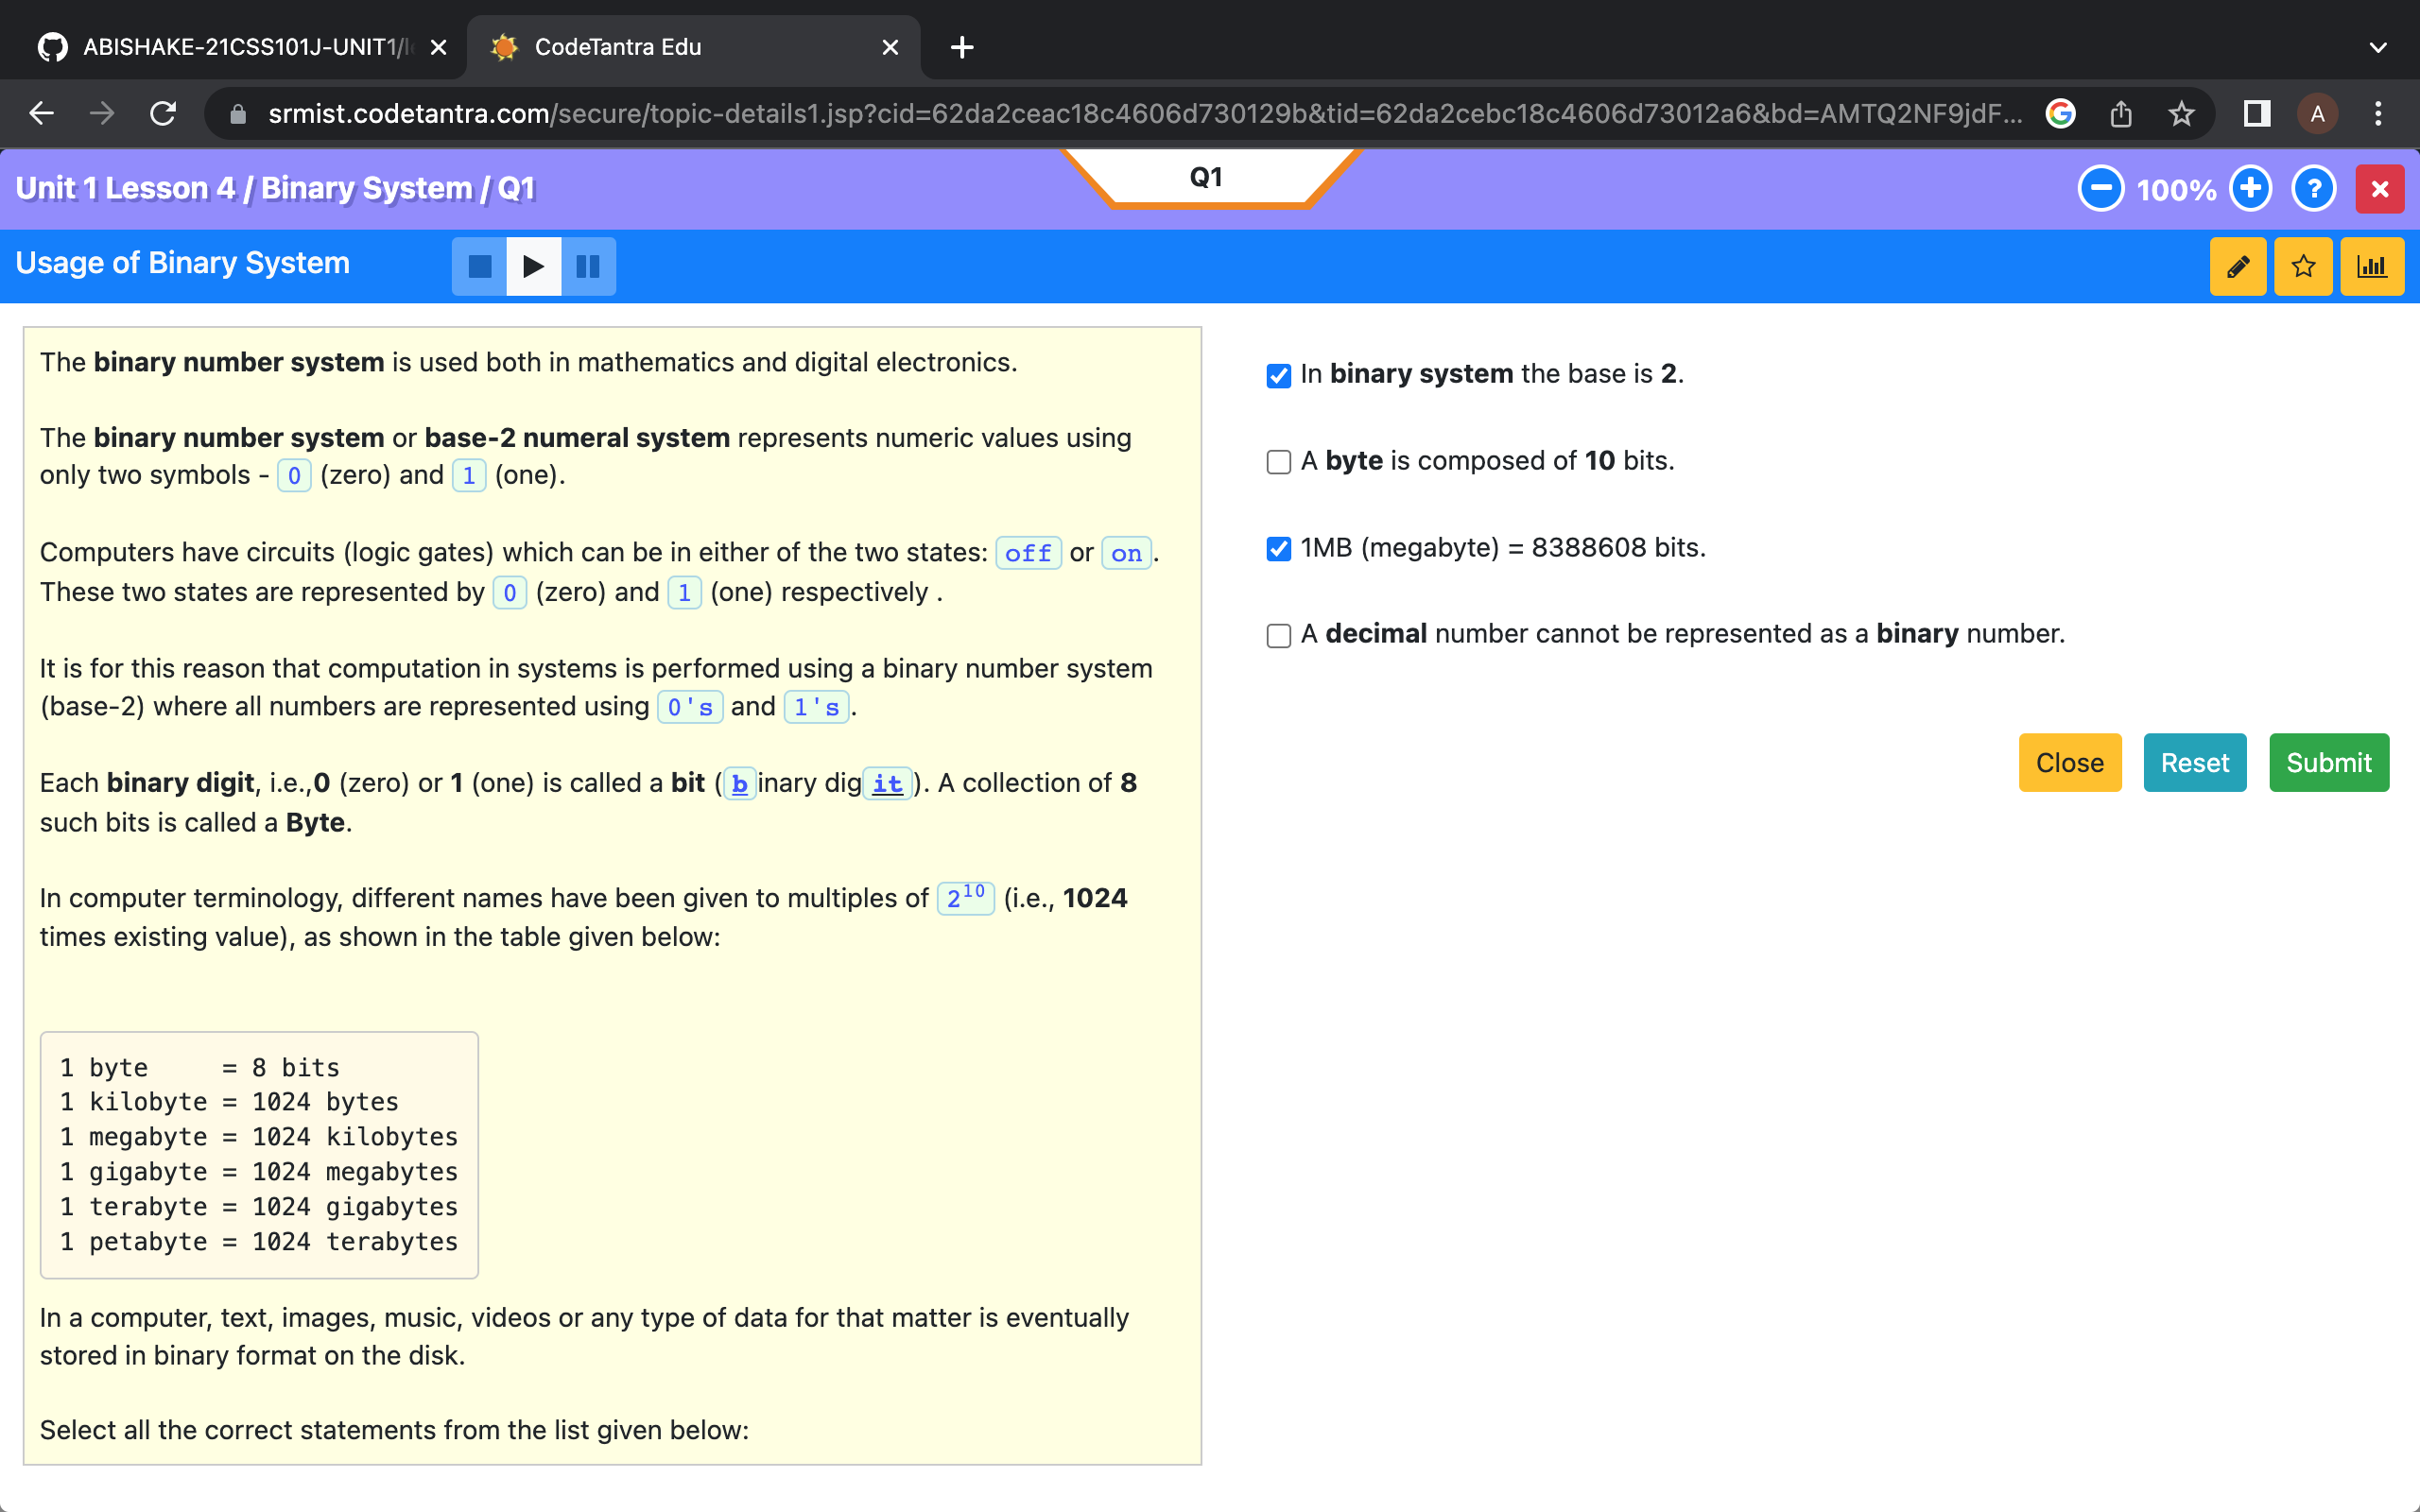 ABISHAKE-21CSS101J-UNIT1/l
CodeTantra Edu
srmist.codetantra.com/secure/topic-details1.jsp?cid=62da2ceac18c4606d730129b&tid=62da2cebc18c4606d73012a6&bd=AMTQ2NF9jdF...
A
Unit 1 Lesson 4 / Binary System / Q1
Q1
100%
?
Usage of Binary System
The binary number system is used both in mathematics and digital electronics.
The binary number system or base-2 numeral system represents numeric values using
only two symbols - 0 (zero) and 1 (one).
Computers have circuits (logic gates) which can be in either of the two states: off or on.
These two states are represented by 0 (zero) and 1 (one) respectively .
It is for this reason that computation in systems is performed using a binary number system
(base-2) where all numbers are represented using 0's and 1's.
Each binary digit, i.e.,0 (zero) or 1 (one) is called a bit (binary digit). A collection of 8
such bits is called a Byte.
In computer terminology, different names have been given to multiples of 2¹⁰ (i.e., 1024
times existing value), as shown in the table given below:
1 byte     = 8 bits
1 kilobyte = 1024 bytes
1 megabyte = 1024 kilobytes
1 gigabyte = 1024 megabytes
1 terabyte = 1024 gigabytes
1 petabyte = 1024 terabytes
In a computer, text, images, music, videos or any type of data for that matter is eventually
stored in binary format on the disk.
Select all the correct statements from the list given below:
In binary system the base is 2.
A byte is composed of 10 bits.
1MB (megabyte) = 8388608 bits.
A decimal number cannot be represented as a binary number.
Close
Reset
Submit